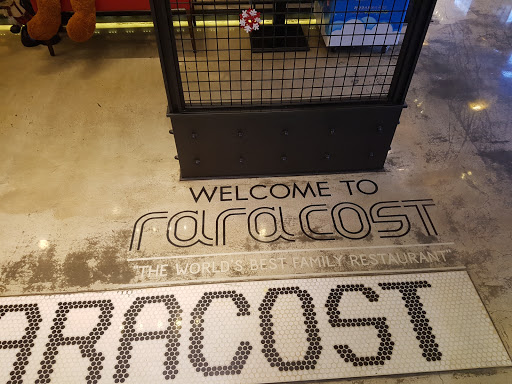 WELCOME TO
raracost
"THE WORLD'S BEST FAMILY RESTAURANT"
ARACOST